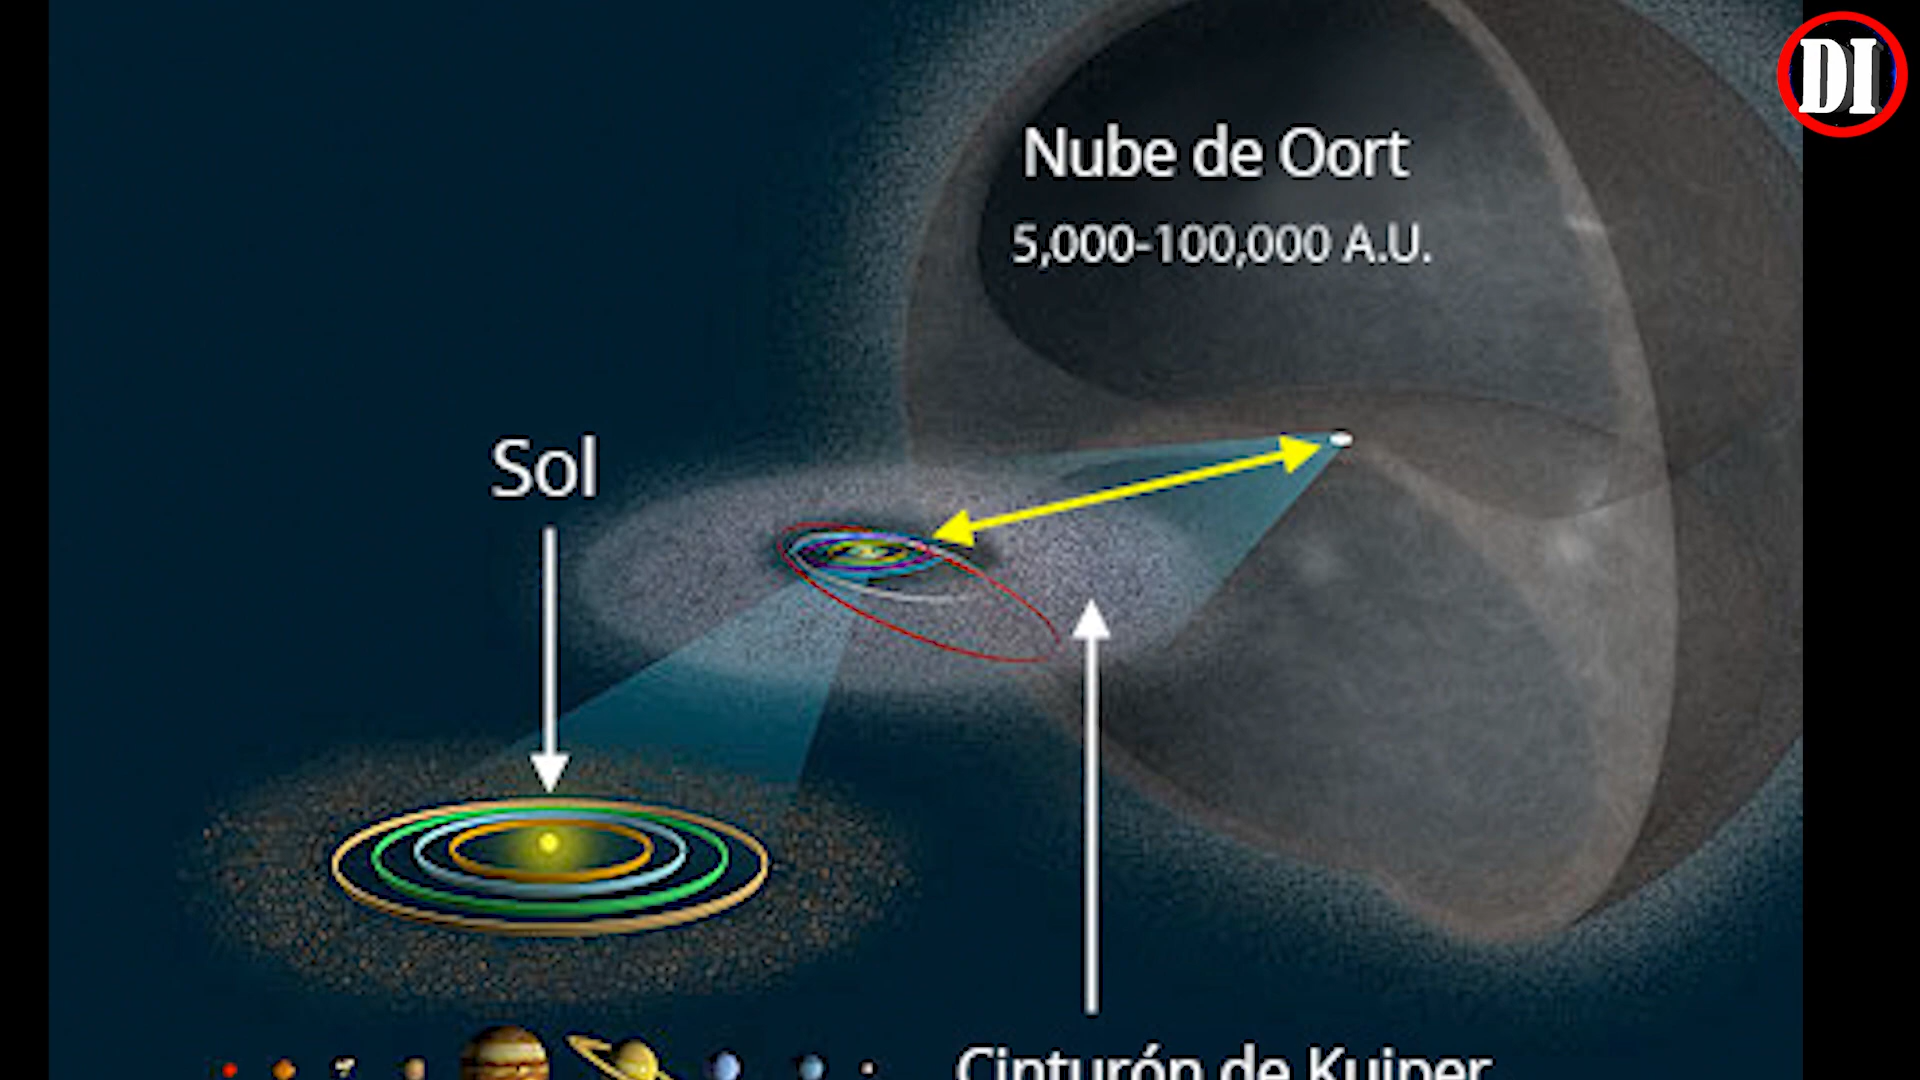 DI
Nube de Oort
5,000-100,000 A.U.
Sol
Cinturón de Kuiper